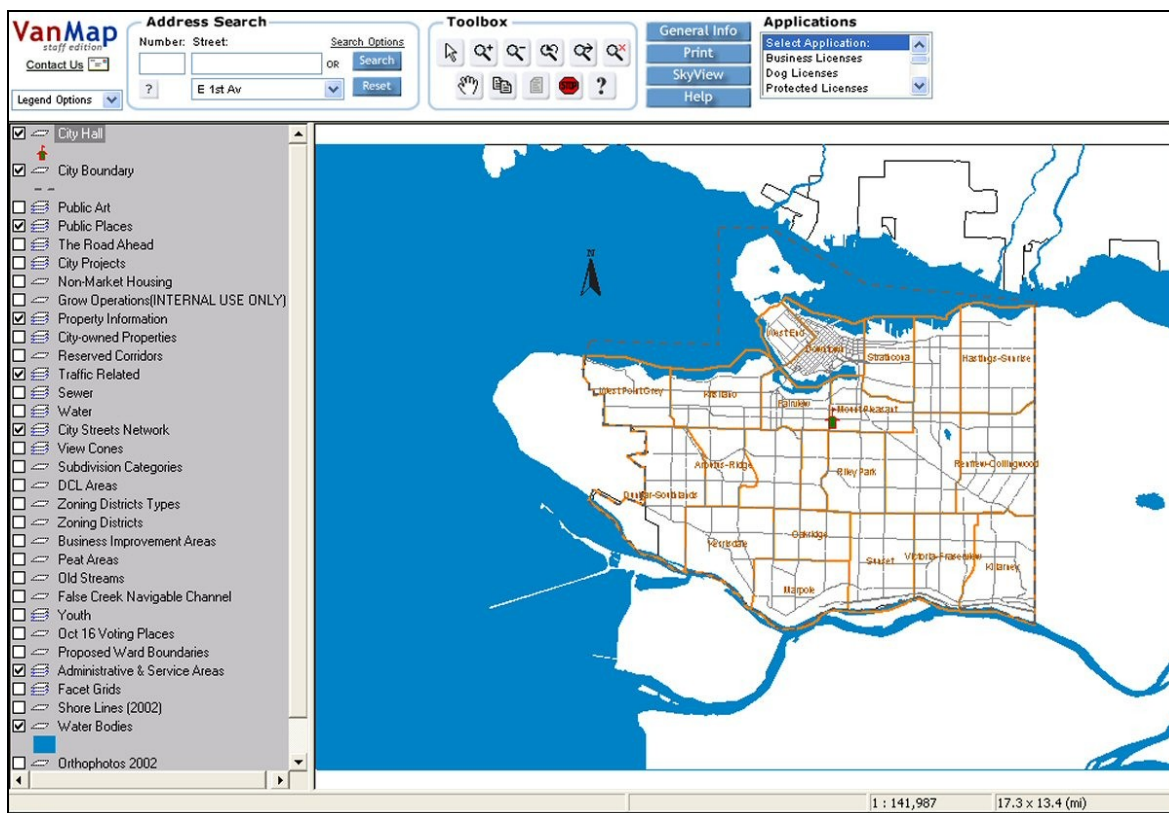 VanMap
staff edition
Contact Us
Legend Options
Address Search
Number: Street:
Search Options
OR
Search
?
E 1st Av
Reset
Toolbox
STOP
?
General Info
Print
SkyView
Help
Applications
Select Application:
Business Licenses
Dog Licenses
Protected Licenses
City Hall
City Boundary
Public Art
Public Places
The Road Ahead
City Projects
Non-Market Housing
Grow Operations(INTERNAL USE ONLY)
Property Information
City-owned Properties
Reserved Corridors
Traffic Related
Sewer
Water
City Streets Network
View Cones
Subdivision Categories
DCL Areas
Zoning Districts Types
Zoning Districts
Business Improvement Areas
Peat Areas
Old Streams
False Creek Navigable Channel
Youth
Oct 16 Voting Places
Proposed Ward Boundaries
Administrative & Service Areas
Facet Grids
Shore Lines (2002)
Water Bodies
Orthophotos 2002
N
West End
Downtown
Strathcona
Hastings-Sunrise
West Point Grey
Kitsilano
Fairview
Mount Pleasant
Arbutus-Ridge
Riley Park
Renfrew-Collingwood
Dunbar-Southlands
Kerrisdale
Oakridge
Sunset
Victoria-Fraserview
Killarney
Marpole
1 : 141,987
17.3 x 13.4 (mi)